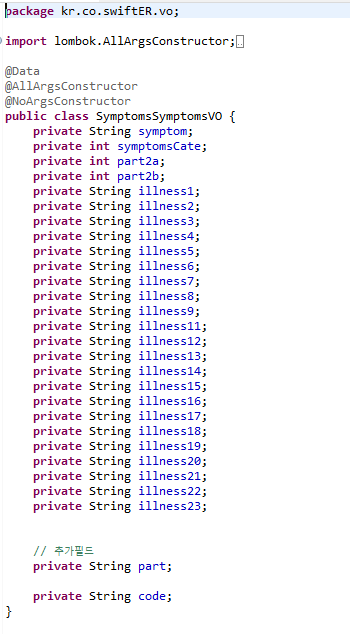 package kr.co.swiftER.vo;
import lombok.AllArgsConstructor;
@Data
@AllArgsConstructor
@NoArgsConstructor
public class SymptomsSymptomsVO {
private String symptom;
private int symptomsCate;
private int part2a;
private int part2b;
private String illness1;
private String illness2;
private String illness3;
private String illness4;
private String illness5;
private String illness6;
private String illness7;
private String illness8;
private String illness9;
private String illness11;
private String illness12;
private String illness13;
private String illness14;
private String illness15;
private String illness16;
private String illness17;
private String illness18;
private String illness19;
private String illness20;
private String illness21;
private String illness22;
private String illness23;
// 추가필드
private String part;
private String code;
}